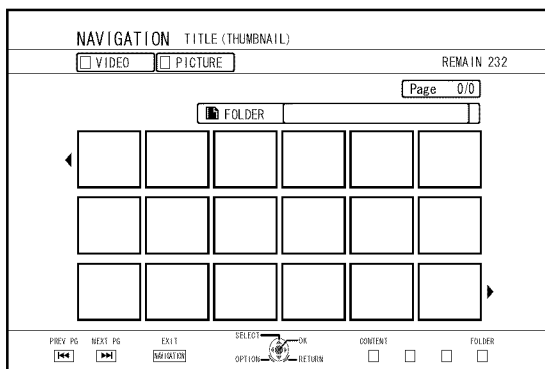 NAVIGATION TITLE (THUMBNAIL)
VIDEO PICTURE REMAIN 232
Page 0/0
FOLDER
PREV PG NEXT PG EXIT SELECT OK CONTENT FOLDER
NAVIGATION OPTION RETURN